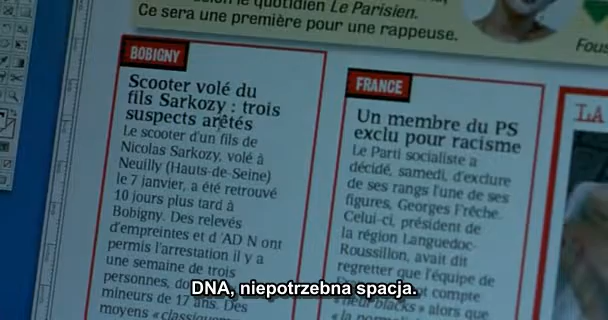 le quotidien Le Parisien.
Ce sera une première pour une rappeuse.
Fous
BOBIGNY
Scooter volé du
fils Sarkozy : trois
suspects arêtés
Le scooter d'un fils de
Nicolas Sarkozy, volé à
Neuilly (Hauts-de-Seine)
le 7 janvier, a été retrouvé
10 jours plus tard à
Bobigny. Des relevés
d'empreintes et d 'AD N ont
permis l'arrestation il y a
une semaine de trois
personnes,
mineurs de 17 ans. Des
moyens « classiques
FRANCE
Un membre du PS
exclu pour racisme
Le Parti socialiste a
décidé, samedi, d'exclure
de ses rangs l'une de ses
figures, Georges Frêche.
Celui-ci, président de
la région Languedoc-
Roussillon, avait dit
regretter que l'équipe de
compt compte
blacks » alors que
LA
DNA, niepotrzebna spacja.